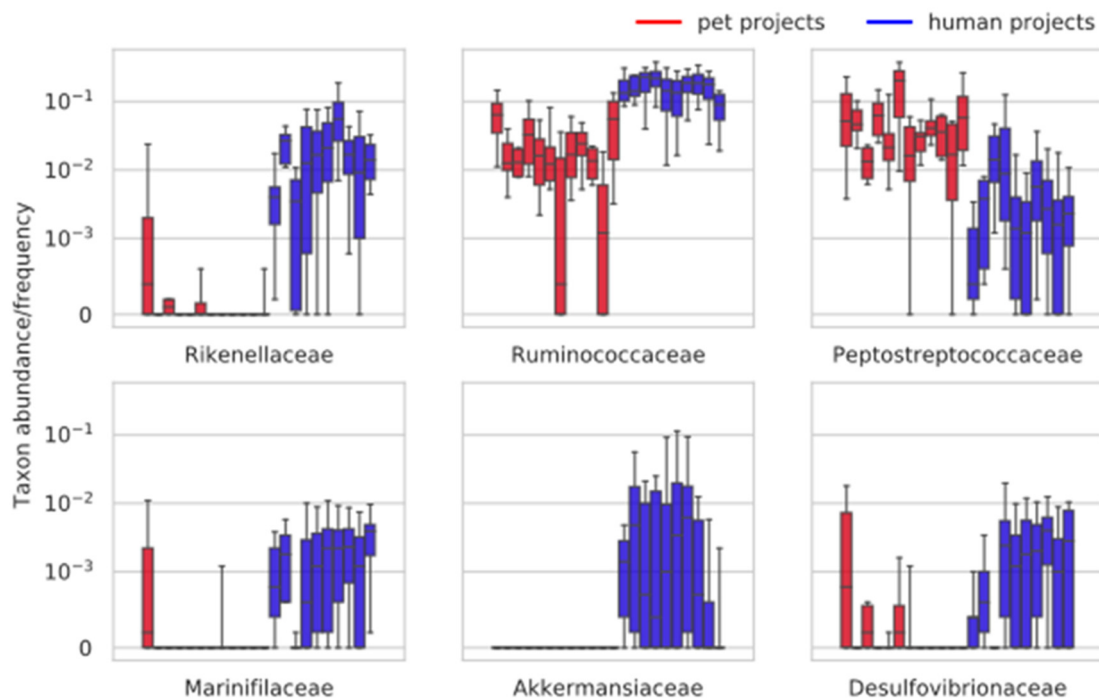 pet projects human projects
Taxon abundance/frequency
10⁻¹
10⁻²
10⁻³
0
Rikenellaceae Ruminococcaceae Peptostreptococcaceae
10⁻¹
10⁻²
10⁻³
0
Marinifilaceae Akkermansiaceae Desulfovibrionaceae